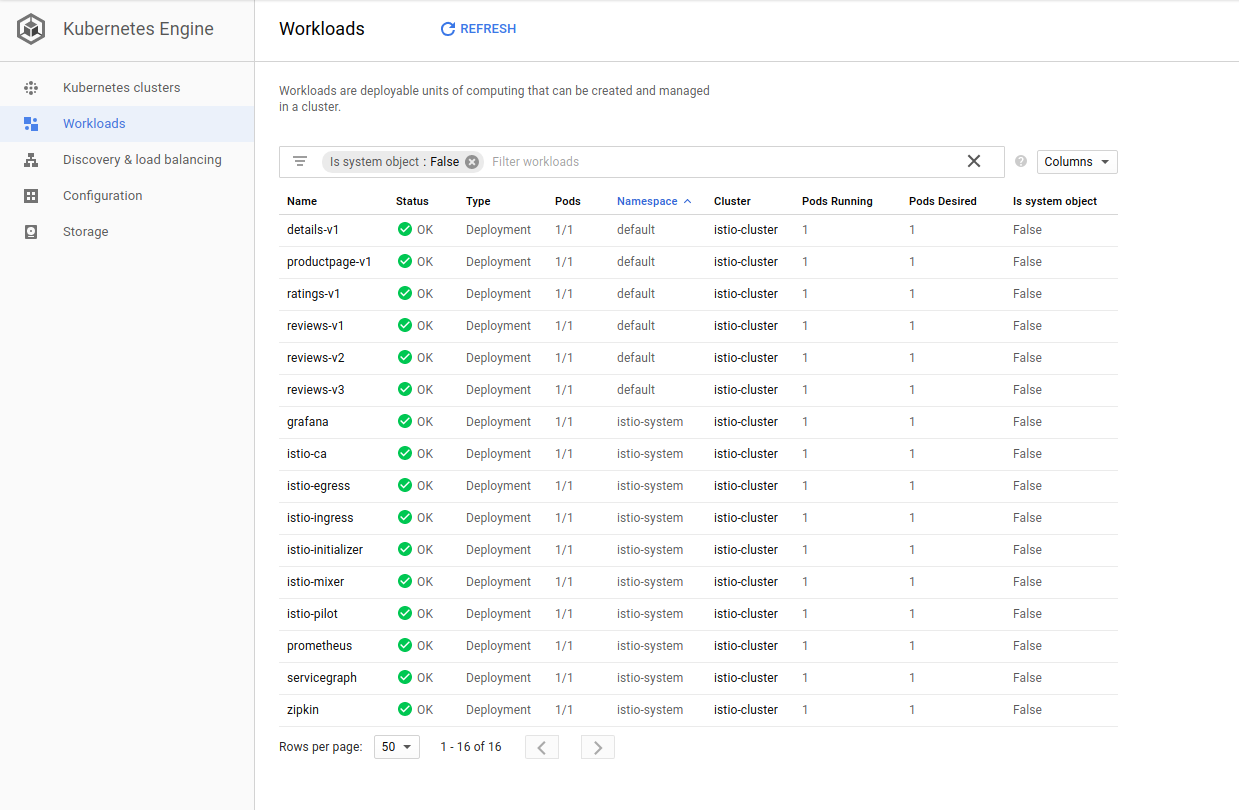 Kubernetes Engine
Workloads
REFRESH
Kubernetes clusters
Workloads
Discovery & load balancing
Configuration
Storage
Workloads are deployable units of computing that can be created and managed
in a cluster.
Is system object : False Filter workloads
Columns
Name Status Type Pods Namespace Cluster Pods Running Pods Desired Is system object
details-v1 OK Deployment 1/1 default istio-cluster 1 1 False
productpage-v1 OK Deployment 1/1 default istio-cluster 1 1 False
ratings-v1 OK Deployment 1/1 default istio-cluster 1 1 False
reviews-v1 OK Deployment 1/1 default istio-cluster 1 1 False
reviews-v2 OK Deployment 1/1 default istio-cluster 1 1 False
reviews-v3 OK Deployment 1/1 default istio-cluster 1 1 False
grafana OK Deployment 1/1 istio-system istio-cluster 1 1 False
istio-ca OK Deployment 1/1 istio-system istio-cluster 1 1 False
istio-egress OK Deployment 1/1 istio-system istio-cluster 1 1 False
istio-ingress OK Deployment 1/1 istio-system istio-cluster 1 1 False
istio-initializer OK Deployment 1/1 istio-system istio-cluster 1 1 False
istio-mixer OK Deployment 1/1 istio-system istio-cluster 1 1 False
istio-pilot OK Deployment 1/1 istio-system istio-cluster 1 1 False
prometheus OK Deployment 1/1 istio-system istio-cluster 1 1 False
servicegraph OK Deployment 1/1 istio-system istio-cluster 1 1 False
zipkin OK Deployment 1/1 istio-system istio-cluster 1 1 False
Rows per page: 50 1 - 16 of 16